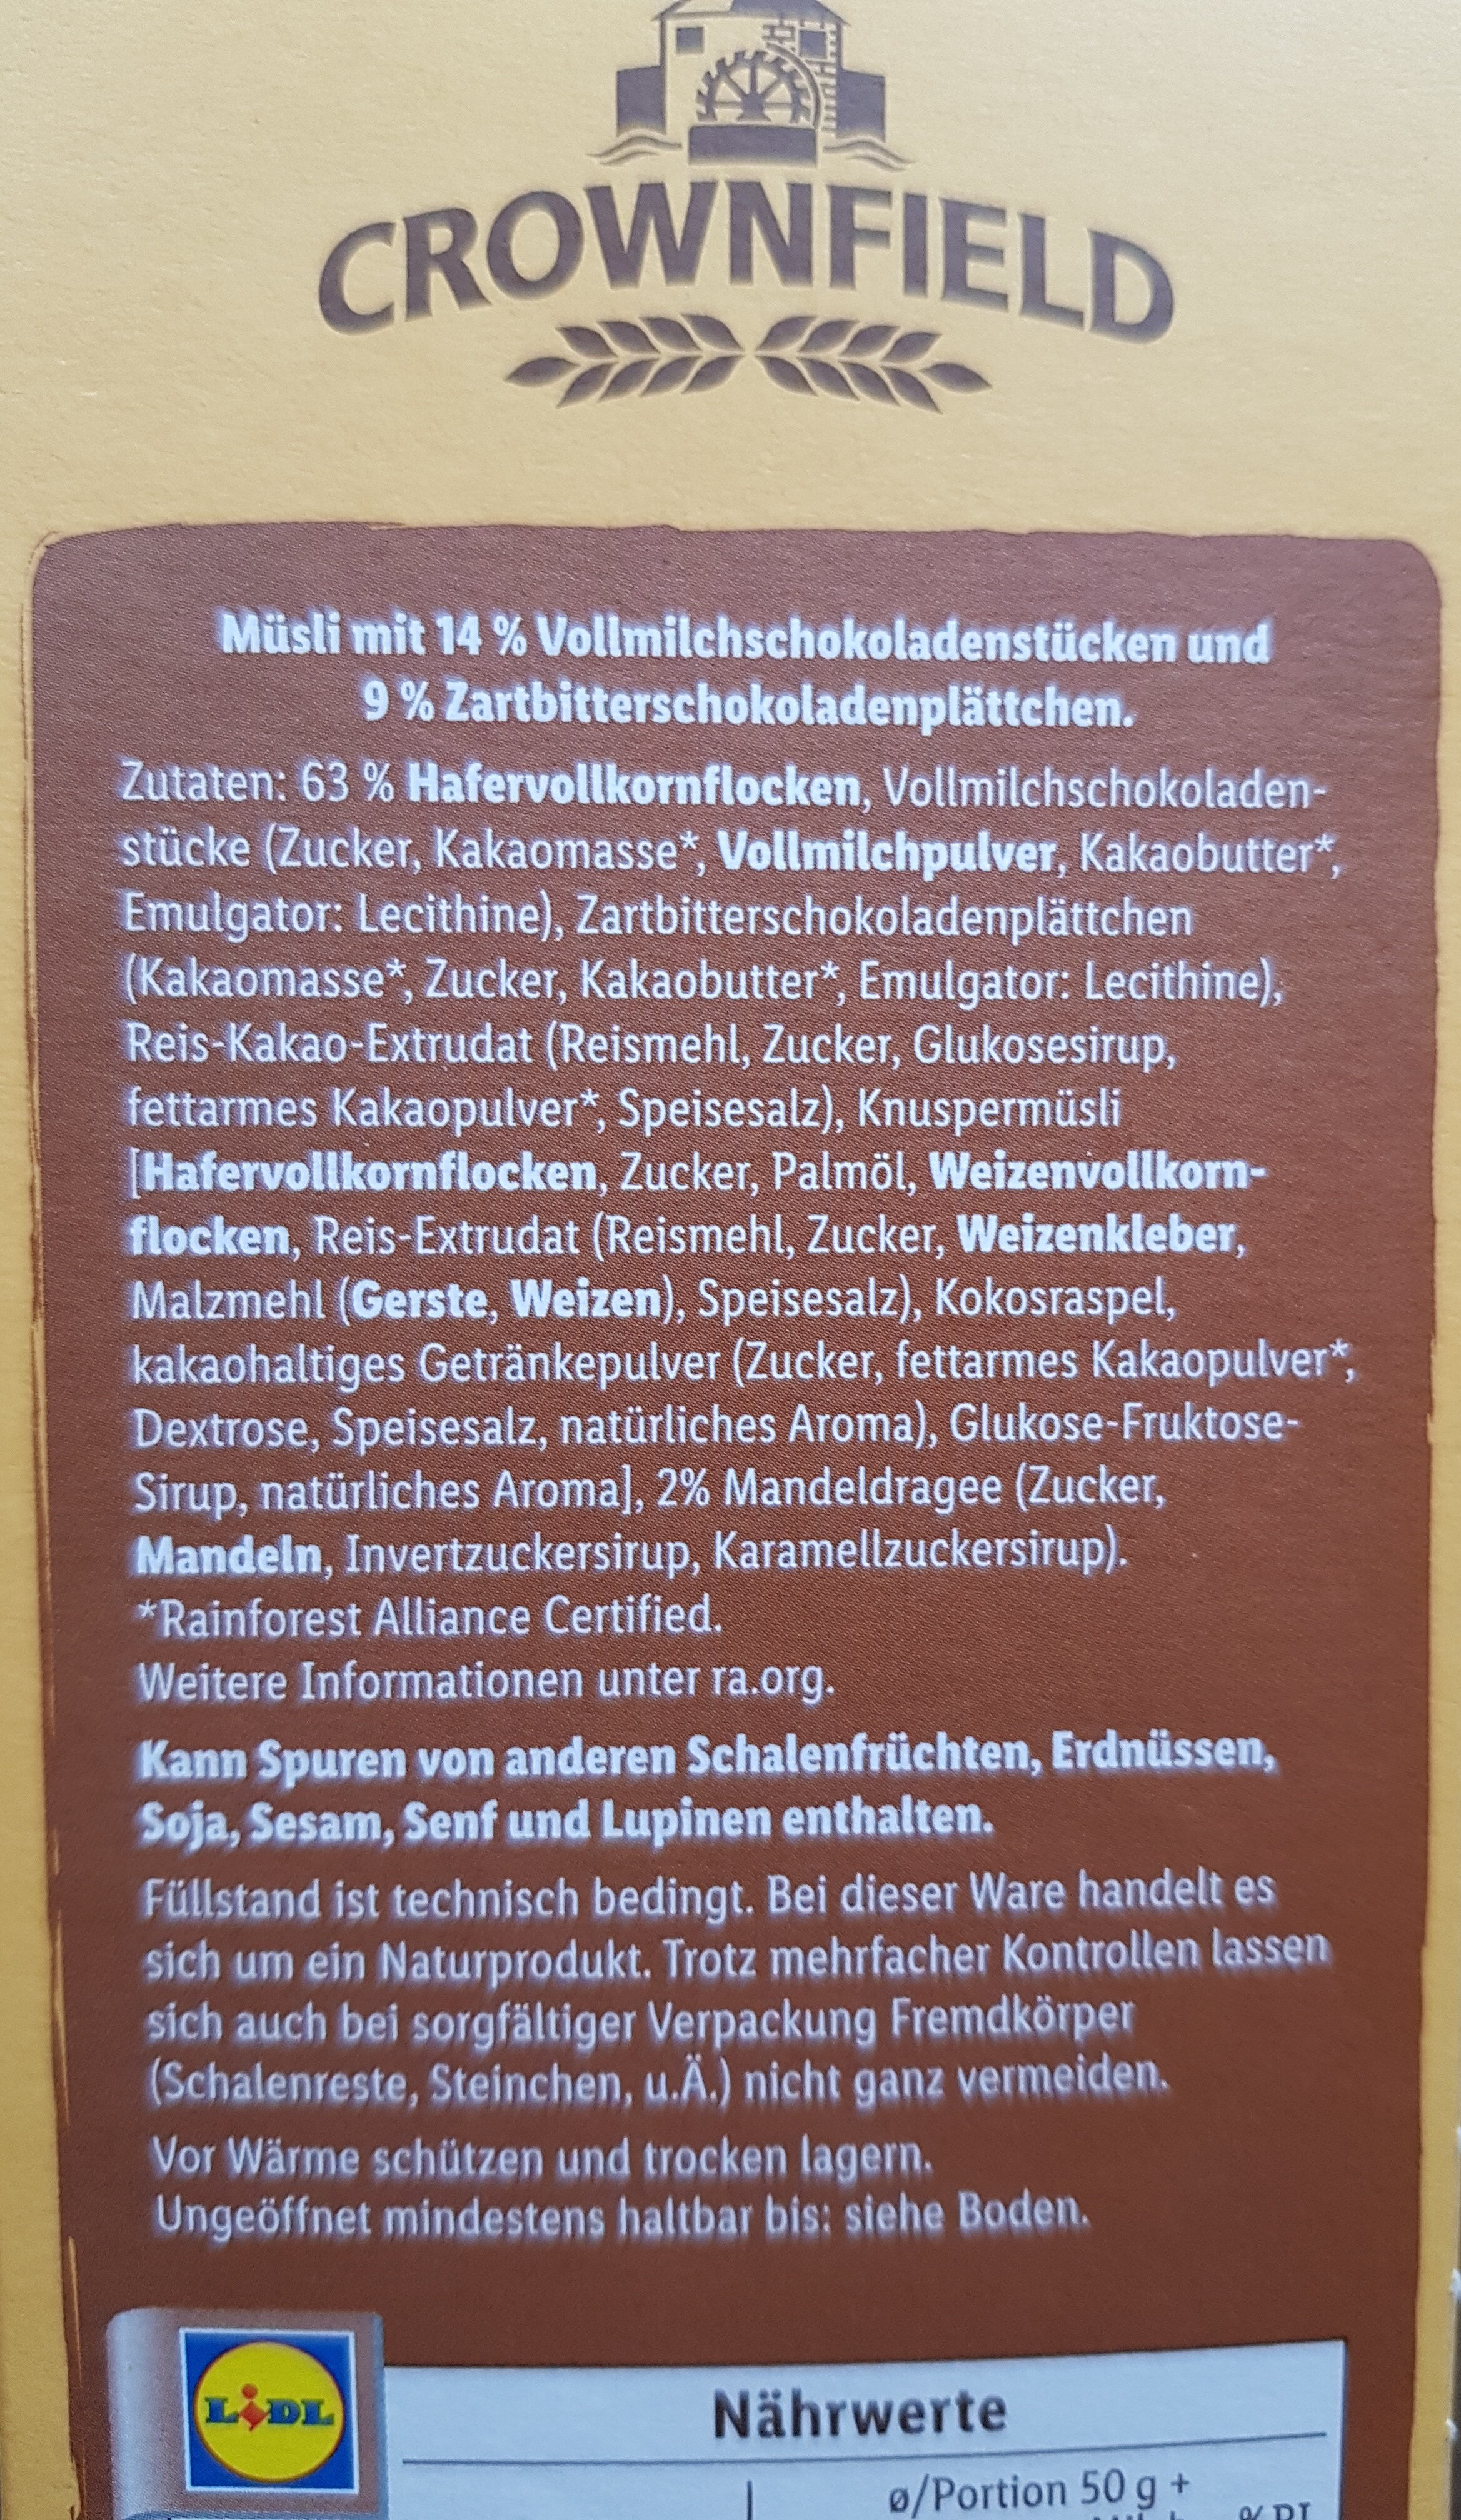 CROWNFIELD
Müsli mit 14 % Vollmilchschokoladenstücken und
9 % Zartbitterschokoladenplättchen.
Zutaten: 63 % Hafervollkornflocken, Vollmilchschokoladen-
stücke (Zucker, Kakaomasse*, Vollmilchpulver, Kakaobutter*,
Emulgator: Lecithine), Zartbitterschokoladenplättchen
(Kakaomasse*, Zucker, Kakaobutter*, Emulgator: Lecithine),
Reis-Kakao-Extrudat (Reismehl, Zucker, Glukosesirup,
fettarmes Kakaopulver*, Speisesalz), Knuspermüsli
[Hafervollkornflocken, Zucker, Palmöl, Weizenvollkorn-
flocken, Reis-Extrudat (Reismehl, Zucker, Weizenkleber,
Malzmehl (Gerste, Weizen), Speisesalz), Kokosraspel,
kakaohaltiges Getränkepulver (Zucker, fettarmes Kakaopulver*,
Dextrose, Speisesalz, natürliches Aroma), Glukose-Fruktose-
Sirup, natürliches Aroma], 2% Mandeldragee (Zucker,
Mandeln, Invertzuckersirup, Karamellzuckersirup).
*Rainforest Alliance Certified.
Weitere Informationen unter ra.org.
Kann Spuren von anderen Schalenfrüchten, Erdnüssen,
Soja, Sesam, Senf und Lupinen enthalten.
Füllstand ist technisch bedingt. Bei dieser Ware handelt es
sich um ein Naturprodukt. Trotz mehrfacher Kontrollen lassen
sich auch bei sorgfältiger Verpackung Fremdkörper
(Schalenreste, Steinchen, u.Ä.) nicht ganz vermeiden.
Vor Wärme schützen und trocken lagern.
Ungeöffnet mindestens haltbar bis: siehe Boden.
LIDL
Nährwerte
ø/Portion 50 g +